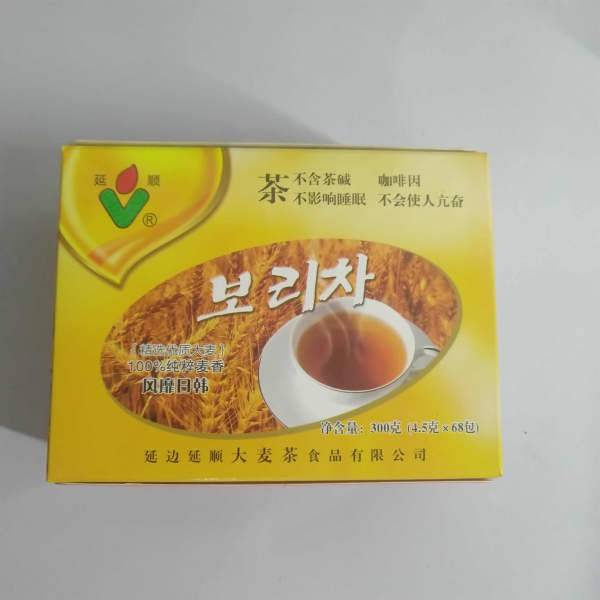 延 顺
®
茶 不含茶碱 咖啡因
不影响睡眠 不会使人亢奋
보리차
(精选优质大麦)
100%纯粹麦香
风靡日韩
净含量：300克 (4.5克×68包)
延边延顺大麦茶食品有限公司